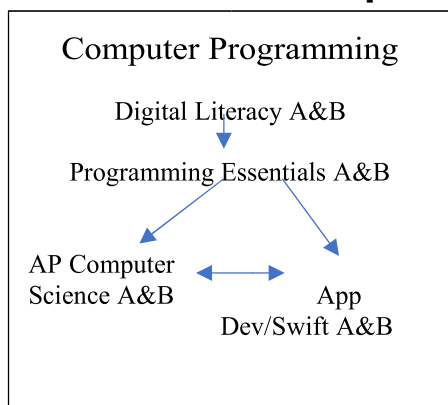 Computer Programming
Digital Literacy A&B
Programming Essentials A&B
AP Computer
Science A&B
App
Dev/Swift A&B